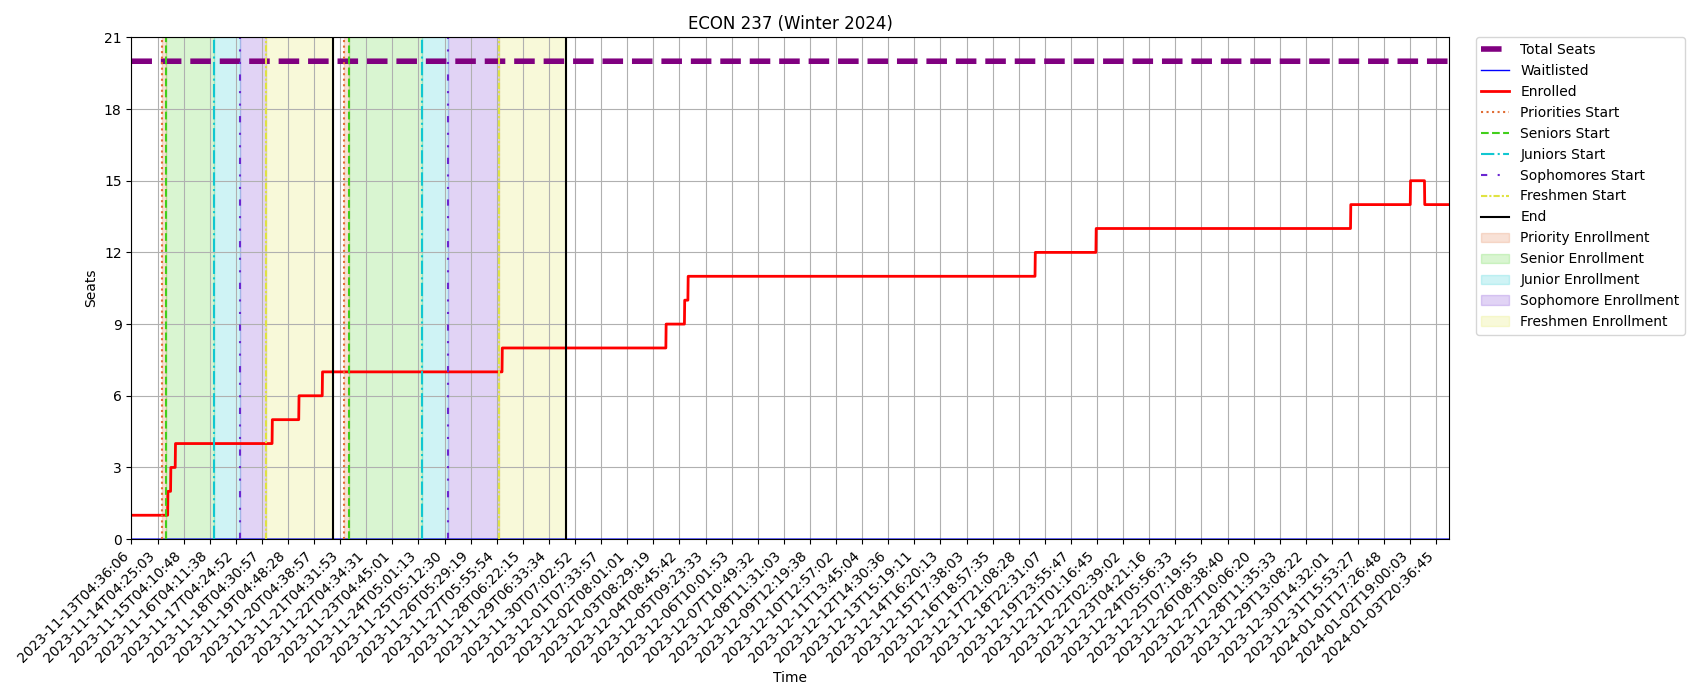 ECON 237 (Winter 2024)
Seats
21
18
15
12
9
6
3
0
2023-11-13T04:36:06
2023-11-14T04:25:03
2023-11-15T04:10:48
2023-11-16T04:11:38
2023-11-17T04:24:52
2023-11-18T04:30:57
2023-11-19T04:48:28
2023-11-20T04:38:57
2023-11-21T04:31:53
2023-11-22T04:34:31
2023-11-23T04:45:01
2023-11-24T05:01:13
2023-11-25T05:12:30
2023-11-26T05:29:19
2023-11-27T05:55:54
2023-11-28T06:22:15
2023-11-29T06:33:34
2023-11-30T07:02:52
2023-12-01T07:33:57
2023-12-02T08:01:01
2023-12-03T08:29:19
2023-12-04T08:45:42
2023-12-05T09:23:33
2023-12-06T10:01:53
2023-12-07T10:49:32
2023-12-08T11:31:03
2023-12-09T12:19:38
2023-12-10T12:57:02
2023-12-11T13:45:04
2023-12-12T14:30:36
2023-12-13T15:19:11
2023-12-14T16:20:13
2023-12-15T17:38:03
2023-12-16T18:57:35
2023-12-17T21:08:28
2023-12-18T22:31:07
2023-12-19T23:55:47
2023-12-21T01:16:45
2023-12-22T02:39:02
2023-12-23T04:21:16
2023-12-24T05:56:33
2023-12-25T07:19:55
2023-12-26T08:38:40
2023-12-27T10:06:20
2023-12-28T11:35:33
2023-12-29T13:08:22
2023-12-30T14:32:01
2023-12-31T15:53:27
2024-01-01T17:26:48
2024-01-02T19:00:03
2024-01-03T20:36:45
Time
Total Seats
Waitlisted
Enrolled
Priorities Start
Seniors Start
Juniors Start
Sophomores Start
Freshmen Start
End
Priority Enrollment
Senior Enrollment
Junior Enrollment
Sophomore Enrollment
Freshmen Enrollment